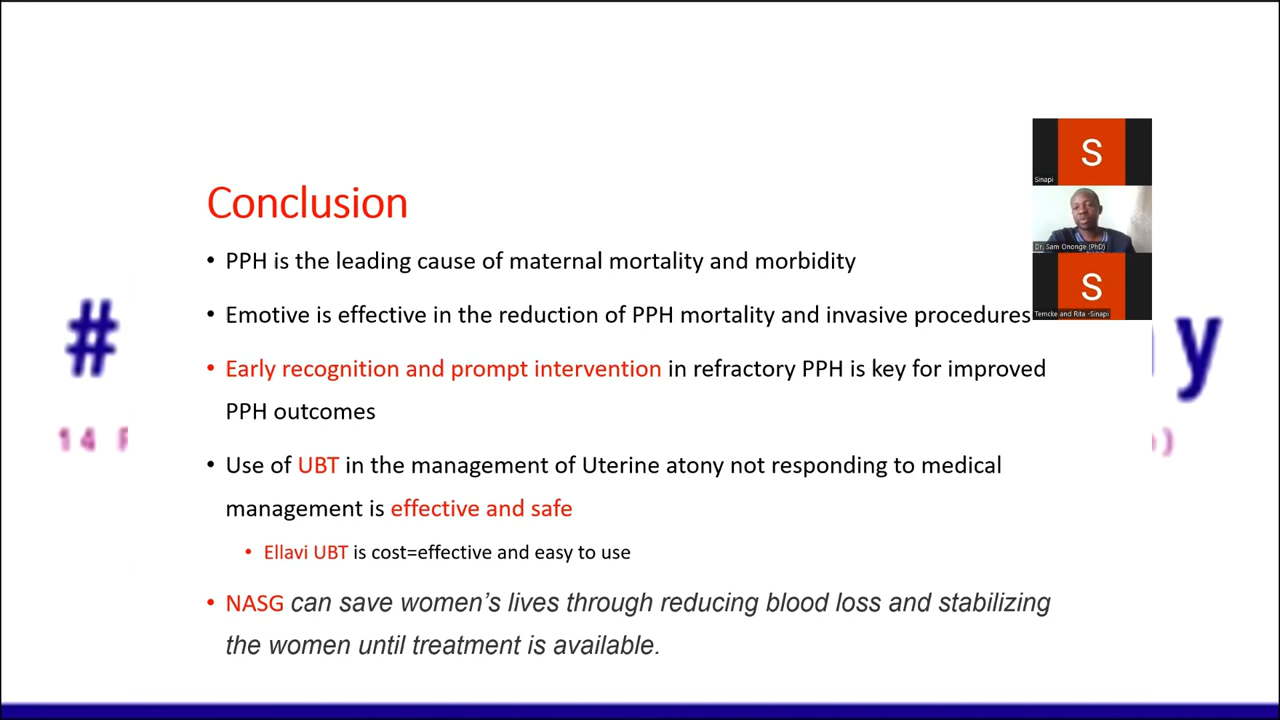 S
Sinapi
Conclusion
Dr. Sam Ononge (PhD)
• PPH is the leading cause of maternal mortality and morbidity
S
Temcke and Rita -Sinapi
• Emotive is effective in the reduction of PPH mortality and invasive procedures
#
y
• Early recognition and prompt intervention in refractory PPH is key for improved
PPH outcomes
14 F
)
• Use of UBT in the management of Uterine atony not responding to medical
management is effective and safe
• Ellavi UBT is cost=effective and easy to use
• NASG can save women’s lives through reducing blood loss and stabilizing
the women until treatment is available.